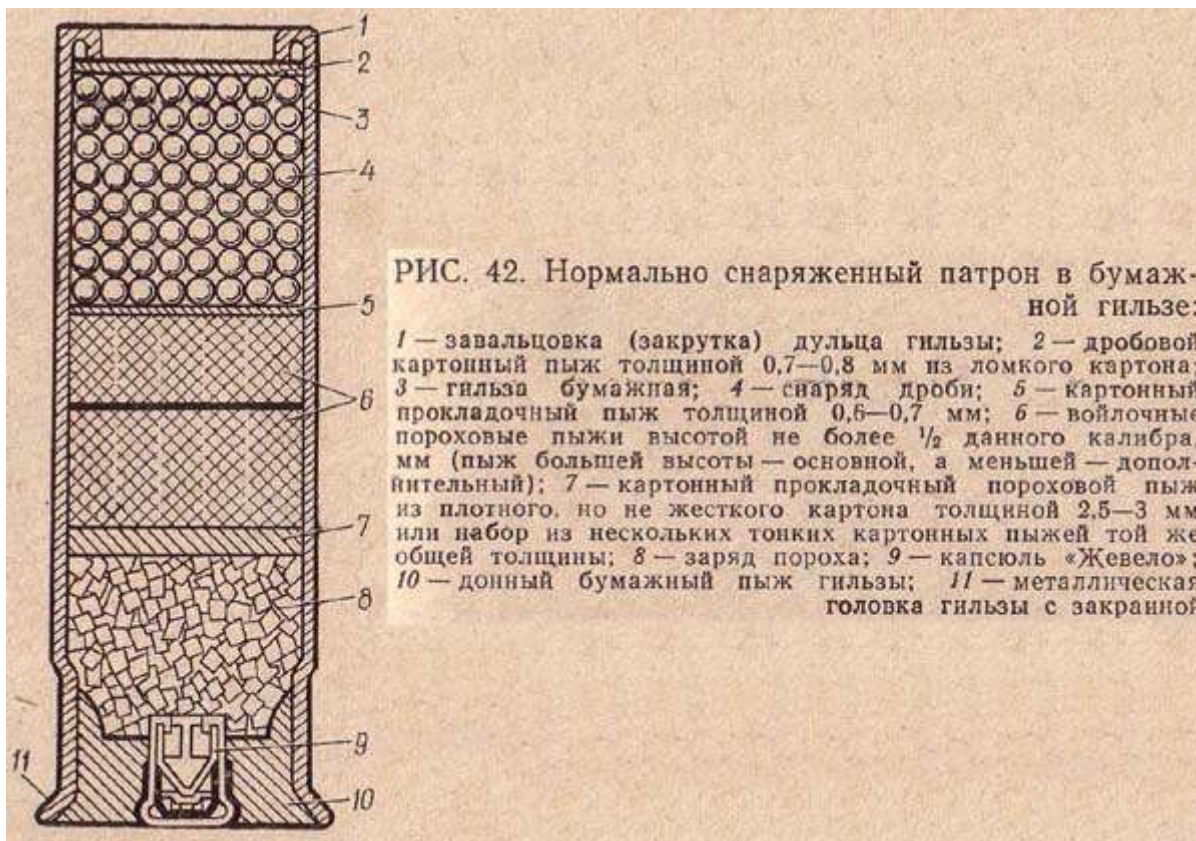 1
2
3
4
5
6
7
8
9
10
11
РИС. 42. Нормально снаряженный патрон в бумаж-
ной гильзе:
1 — завальцовка (закрутка) дульца гильзы; 2 — дробовой
картонный пыж толщиной 0,7—0,8 мм из ломкого картона;
3 — гильза бумажная; 4 — снаряд дроби; 5 — картонный
прокладочный пыж толщиной 0,6—0,7 мм; 6 — войлочные
пороховые пыжи высотой не более 1/2 данного калибра,
мм (пыж большей высоты — основной, а меньшей — допол-
нительный); 7 — картонный прокладочный пороховой пыж
из плотного, но не жесткого картона толщиной 2,5—3 мм
или набор из нескольких тонких картонных пыжей той же
общей толщины; 8 — заряд пороха; 9 — капсюль «Жевело»;
10 — донный бумажный пыж гильзы; 11 — металлическая
головка гильзы с закраиной